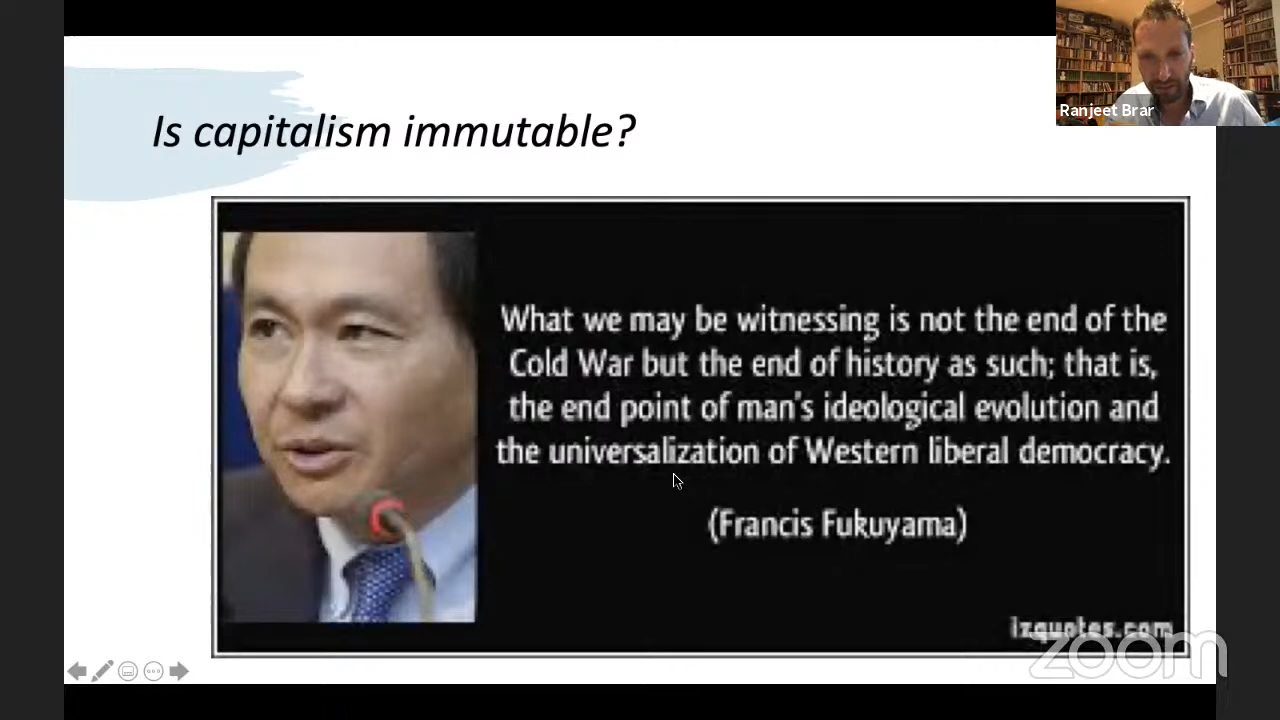 Ranjeet Brar
Is capitalism immutable?
What we may be witnessing is not the end of the
Cold War but the end of history as such; that is,
the end point of man's ideological evolution and
the universalization of Western liberal democracy.
(Francis Fukuyama)
izquotes.com
zoom